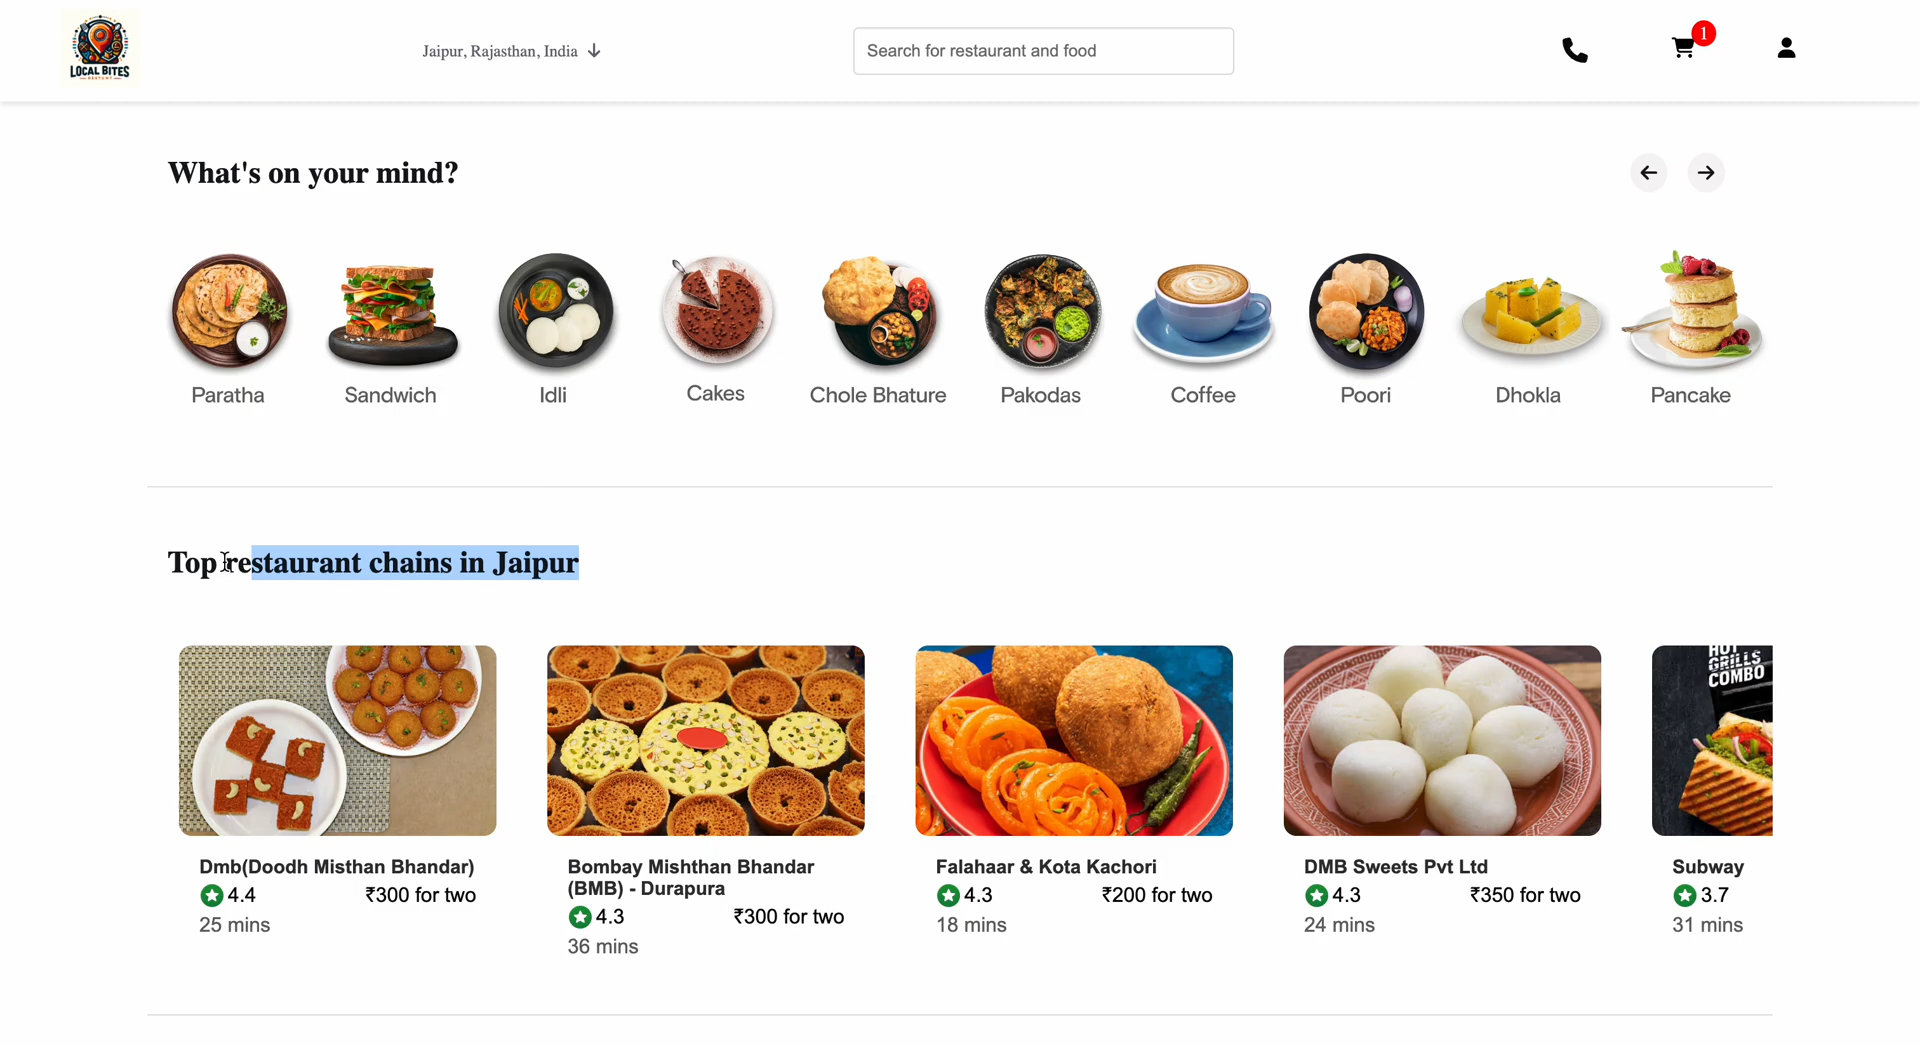 LOCAL BITES
Jaipur, Rajasthan, India
Search for restaurant and food
1
What's on your mind?
Paratha
Sandwich
Idli
Cakes
Chole Bhature
Pakodas
Coffee
Poori
Dhokla
Pancake
Top restaurant chains in Jaipur
HOT
GRILLS
COMBO
Dmb(Doodh Misthan Bhandar)
4.4 ₹300 for two
25 mins
Bombay Mishthan Bhandar
(BMB) - Durapura
4.3 ₹300 for two
36 mins
Falahaar & Kota Kachori
4.3 ₹200 for two
18 mins
DMB Sweets Pvt Ltd
4.3 ₹350 for two
24 mins
Subway
3.7
31 mins